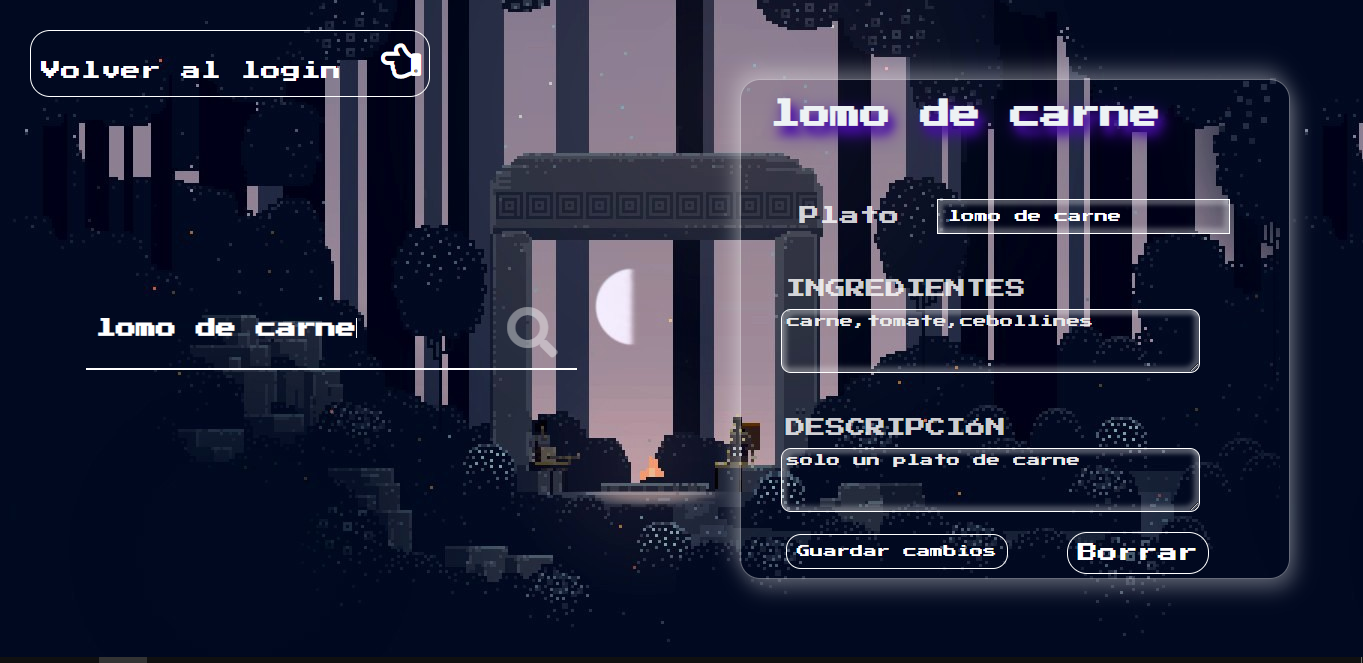 Volver al login
lomo de carne
lomo de carne
Plato
lomo de carne
INGREDIENTES
carne,tomate,cebollines
DESCRIPCIóN
solo un plato de carne
Guardar cambios
Borrar